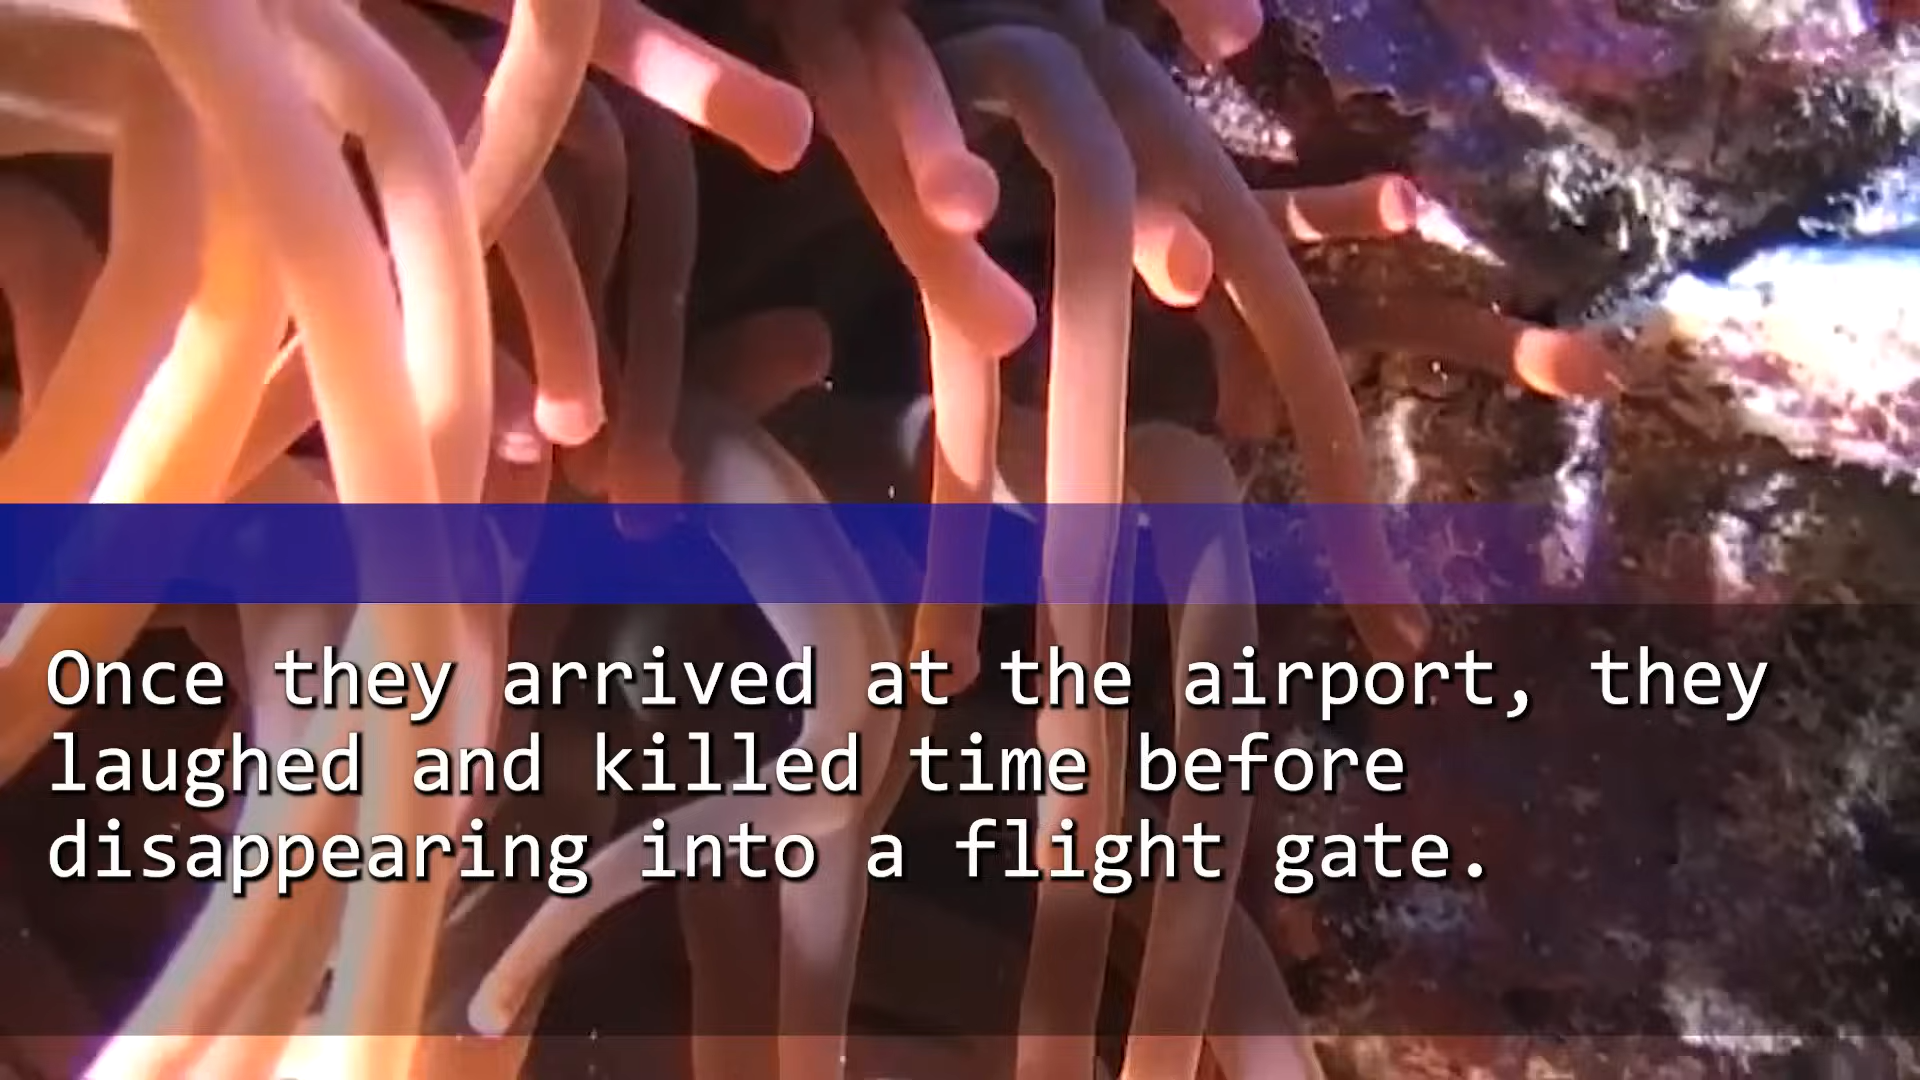 Once they arrived at the airport, they
laughed and killed time before
disappearing into a flight gate.